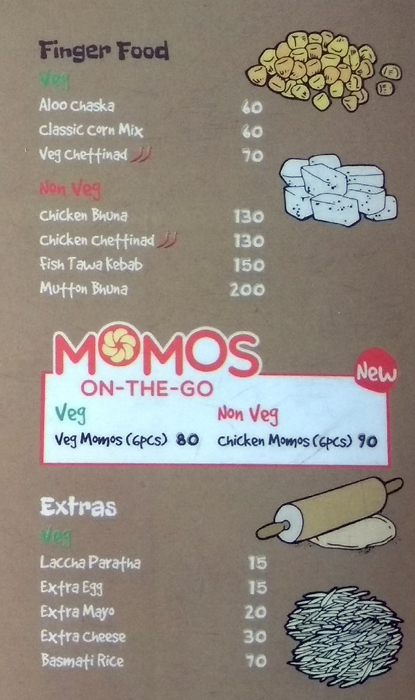 Finger Food
Veg
Aloo Chaska 60
Classic Corn Mix 60
Veg Chettinad 70
Non Veg
Chicken Bhuna 130
Chicken Chettinad 130
Fish Tawa Kebab 150
Mutton Bhuna 200
MOMOS
ON-THE-GO
New
Veg Non Veg
Veg Momos (6pcs) 80 Chicken Momos (6pcs) 90
Extras
Veg
Laccha Paratha 15
Extra Egg 15
Extra Mayo 20
Extra Cheese 30
Basmati Rice 70